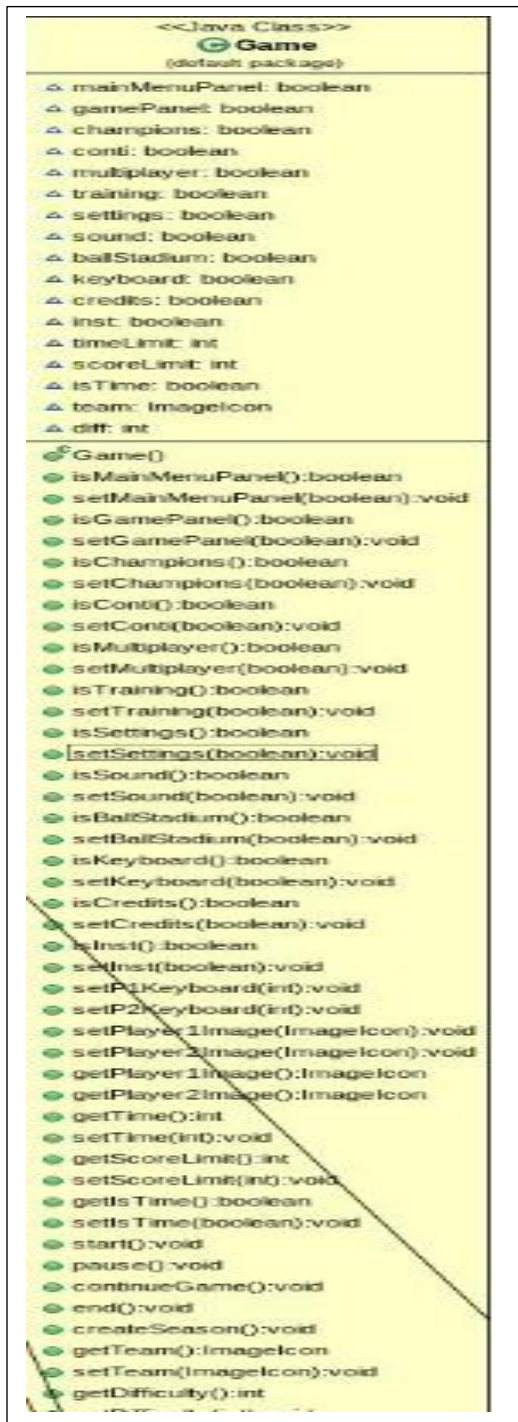 <<Java Class>>
Game
(default package)
mainMenuPanel: boolean
gamePanel: boolean
champions: boolean
conti: boolean
multiplayer: boolean
training: boolean
settings: boolean
sound: boolean
ballStadium: boolean
keyboard: boolean
credits: boolean
inst: boolean
timeLimit: int
scoreLimit: int
isTime: boolean
team: ImageIcon
diff: int
Game()
isMainMenuPanel():boolean
setMainMenuPanel(boolean):void
isGamePanel():boolean
setGamePanel(boolean):void
isChampions():boolean
setChampions(boolean):void
isConti():boolean
setConti(boolean):void
isMultiplayer():boolean
setMultiplayer(boolean):void
isTraining():boolean
setTraining(boolean):void
isSettings():boolean
setSettings(boolean):void
isSound():boolean
setSound(boolean):void
isBallStadium():boolean
setBallStadium(boolean):void
isKeyboard():boolean
setKeyboard(boolean):void
isCredits():boolean
setCredits(boolean):void
isInst():boolean
setInst(boolean):void
setP1Keyboard(int):void
setP2Keyboard(int):void
setPlayer1Image(ImageIcon):void
setPlayer2Image(ImageIcon):void
getPlayer1Image():ImageIcon
getPlayer2Image():ImageIcon
getTime():int
setTime(int):void
getScoreLimit():int
setScoreLimit(int):void
getIsTime():boolean
setIsTime(boolean):void
start():void
pause():void
continueGame():void
end():void
createSeason():void
getTeam():ImageIcon
setTeam(ImageIcon):void
getDifficulty():int